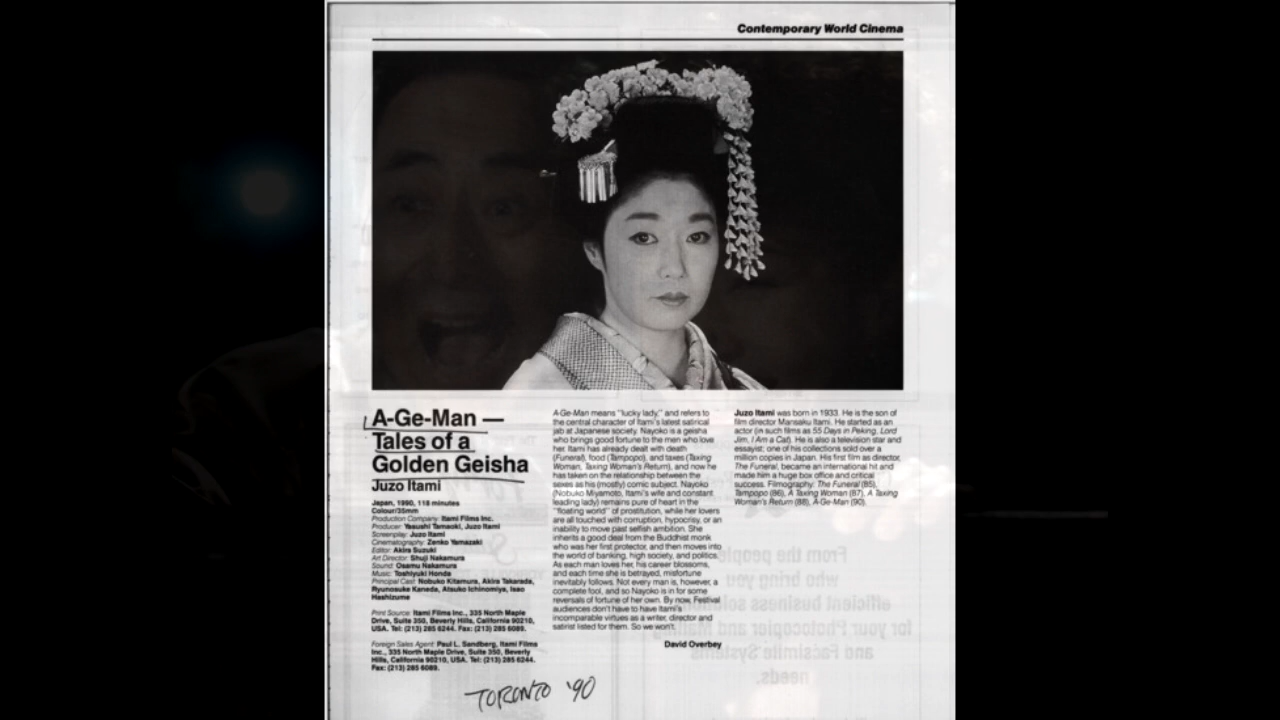 Contemporary World Cinema
A-Ge-Man —
Tales of a
Golden Geisha
Juzo Itami
Japan, 1990, 118 minutes
Colour/35mm
Production Company: Itami Films Inc.
Producer: Yasushi Tamaoki, Juzo Itami
Screenplay: Juzo Itami
Cinematography: Zenko Yamazaki
Editor: Akira Suzuki
Art Director: Shuji Nakamura
Sound: Osamu Nakamura
Music: Toshiyuki Honda
Principal Cast: Nobuko Kitamura, Akira Takarada,
Ryunosuke Kaneda, Atsuko Ichinomiya, Isao
Hashizume
Print Source: Itami Films Inc., 335 North Maple
Drive, Suite 350, Beverly Hills, California 90210,
USA. Tel: (213) 285 6244. Fax: (213) 285 6089.
Foreign Sales Agent: Paul L. Sandberg, Itami Films
Inc., 335 North Maple Drive, Suite 350, Beverly
Hills, California 90210, USA. Tel: (213) 285 6244.
Fax: (213) 285 6089.
A-Ge-Man means "lucky lady," and refers to
the central character of Itami's latest satirical
jab at Japanese society. Nayoko is a geisha
who brings good fortune to the men who love
her. Itami has already dealt with death
(Funeral), food (Tampopo), and taxes (Taxing
Woman, Taxing Woman's Return), and now he
has taken on the relationship between the
sexes as his (mostly) comic subject. Nayoko
(Nobuko Miyamoto, Itami's wife and constant
leading lady) remains pure of heart in the
"floating world" of prostitution, while her lovers
are all touched with corruption, hypocrisy, or an
inability to move past selfish ambition. She
inherits a good deal from the Buddhist monk
who was her first protector, and then moves into
the world of banking, high society, and politics.
As each man loves her, his career blossoms,
and each time she is betrayed, misfortune
inevitably follows. Not every man is, however, a
complete fool, and so Nayoko is in for some
reversals of fortune of her own. By now, Festival
audiences don't have to have Itami's
incomparable virtues as a writer, director and
satirist listed for them. So we won't.
David Overbey
Juzo Itami was born in 1933. He is the son of
film director Mansaku Itami. He started as an
actor (in such films as 55 Days in Peking, Lord
Jim, I Am a Cat). He is also a television star and
essayist; one of his collections sold over a
million copies in Japan. His first film as director,
The Funeral, became an international hit and
made him a huge box office and critical
success. Filmography: The Funeral (85),
Tampopo (86), A Taxing Woman (87), A Taxing
Woman's Return (88), A-Ge-Man (90).
From the people
who bring you
efficient business solutions
for your Photocopier and
and Facsimile Systems
needs.
TORONTO '90